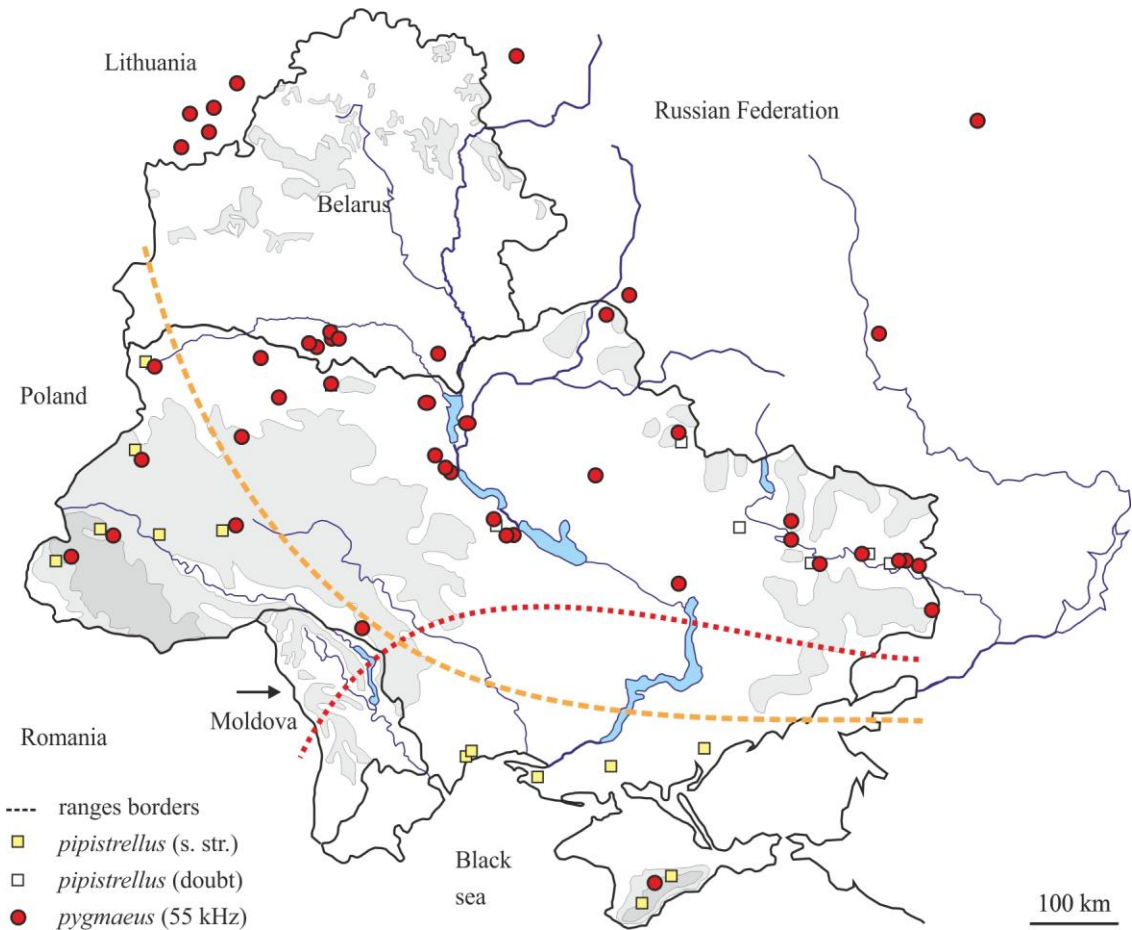 Lithuania
Russian Federation
Belarus
Poland
Moldova
Romania
ranges borders
pipistrellus (s. str.)
Black
sea
pipistrellus (doubt)
pygmaeus (55 kHz)
100 km